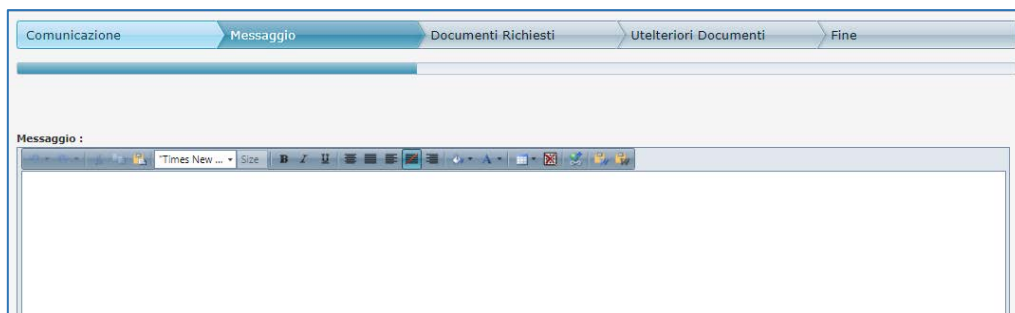 Comunicazione Messaggio Documenti Richiesti Utelteriori Documenti Fine
Messaggio :
"Times New ... Size B I U A